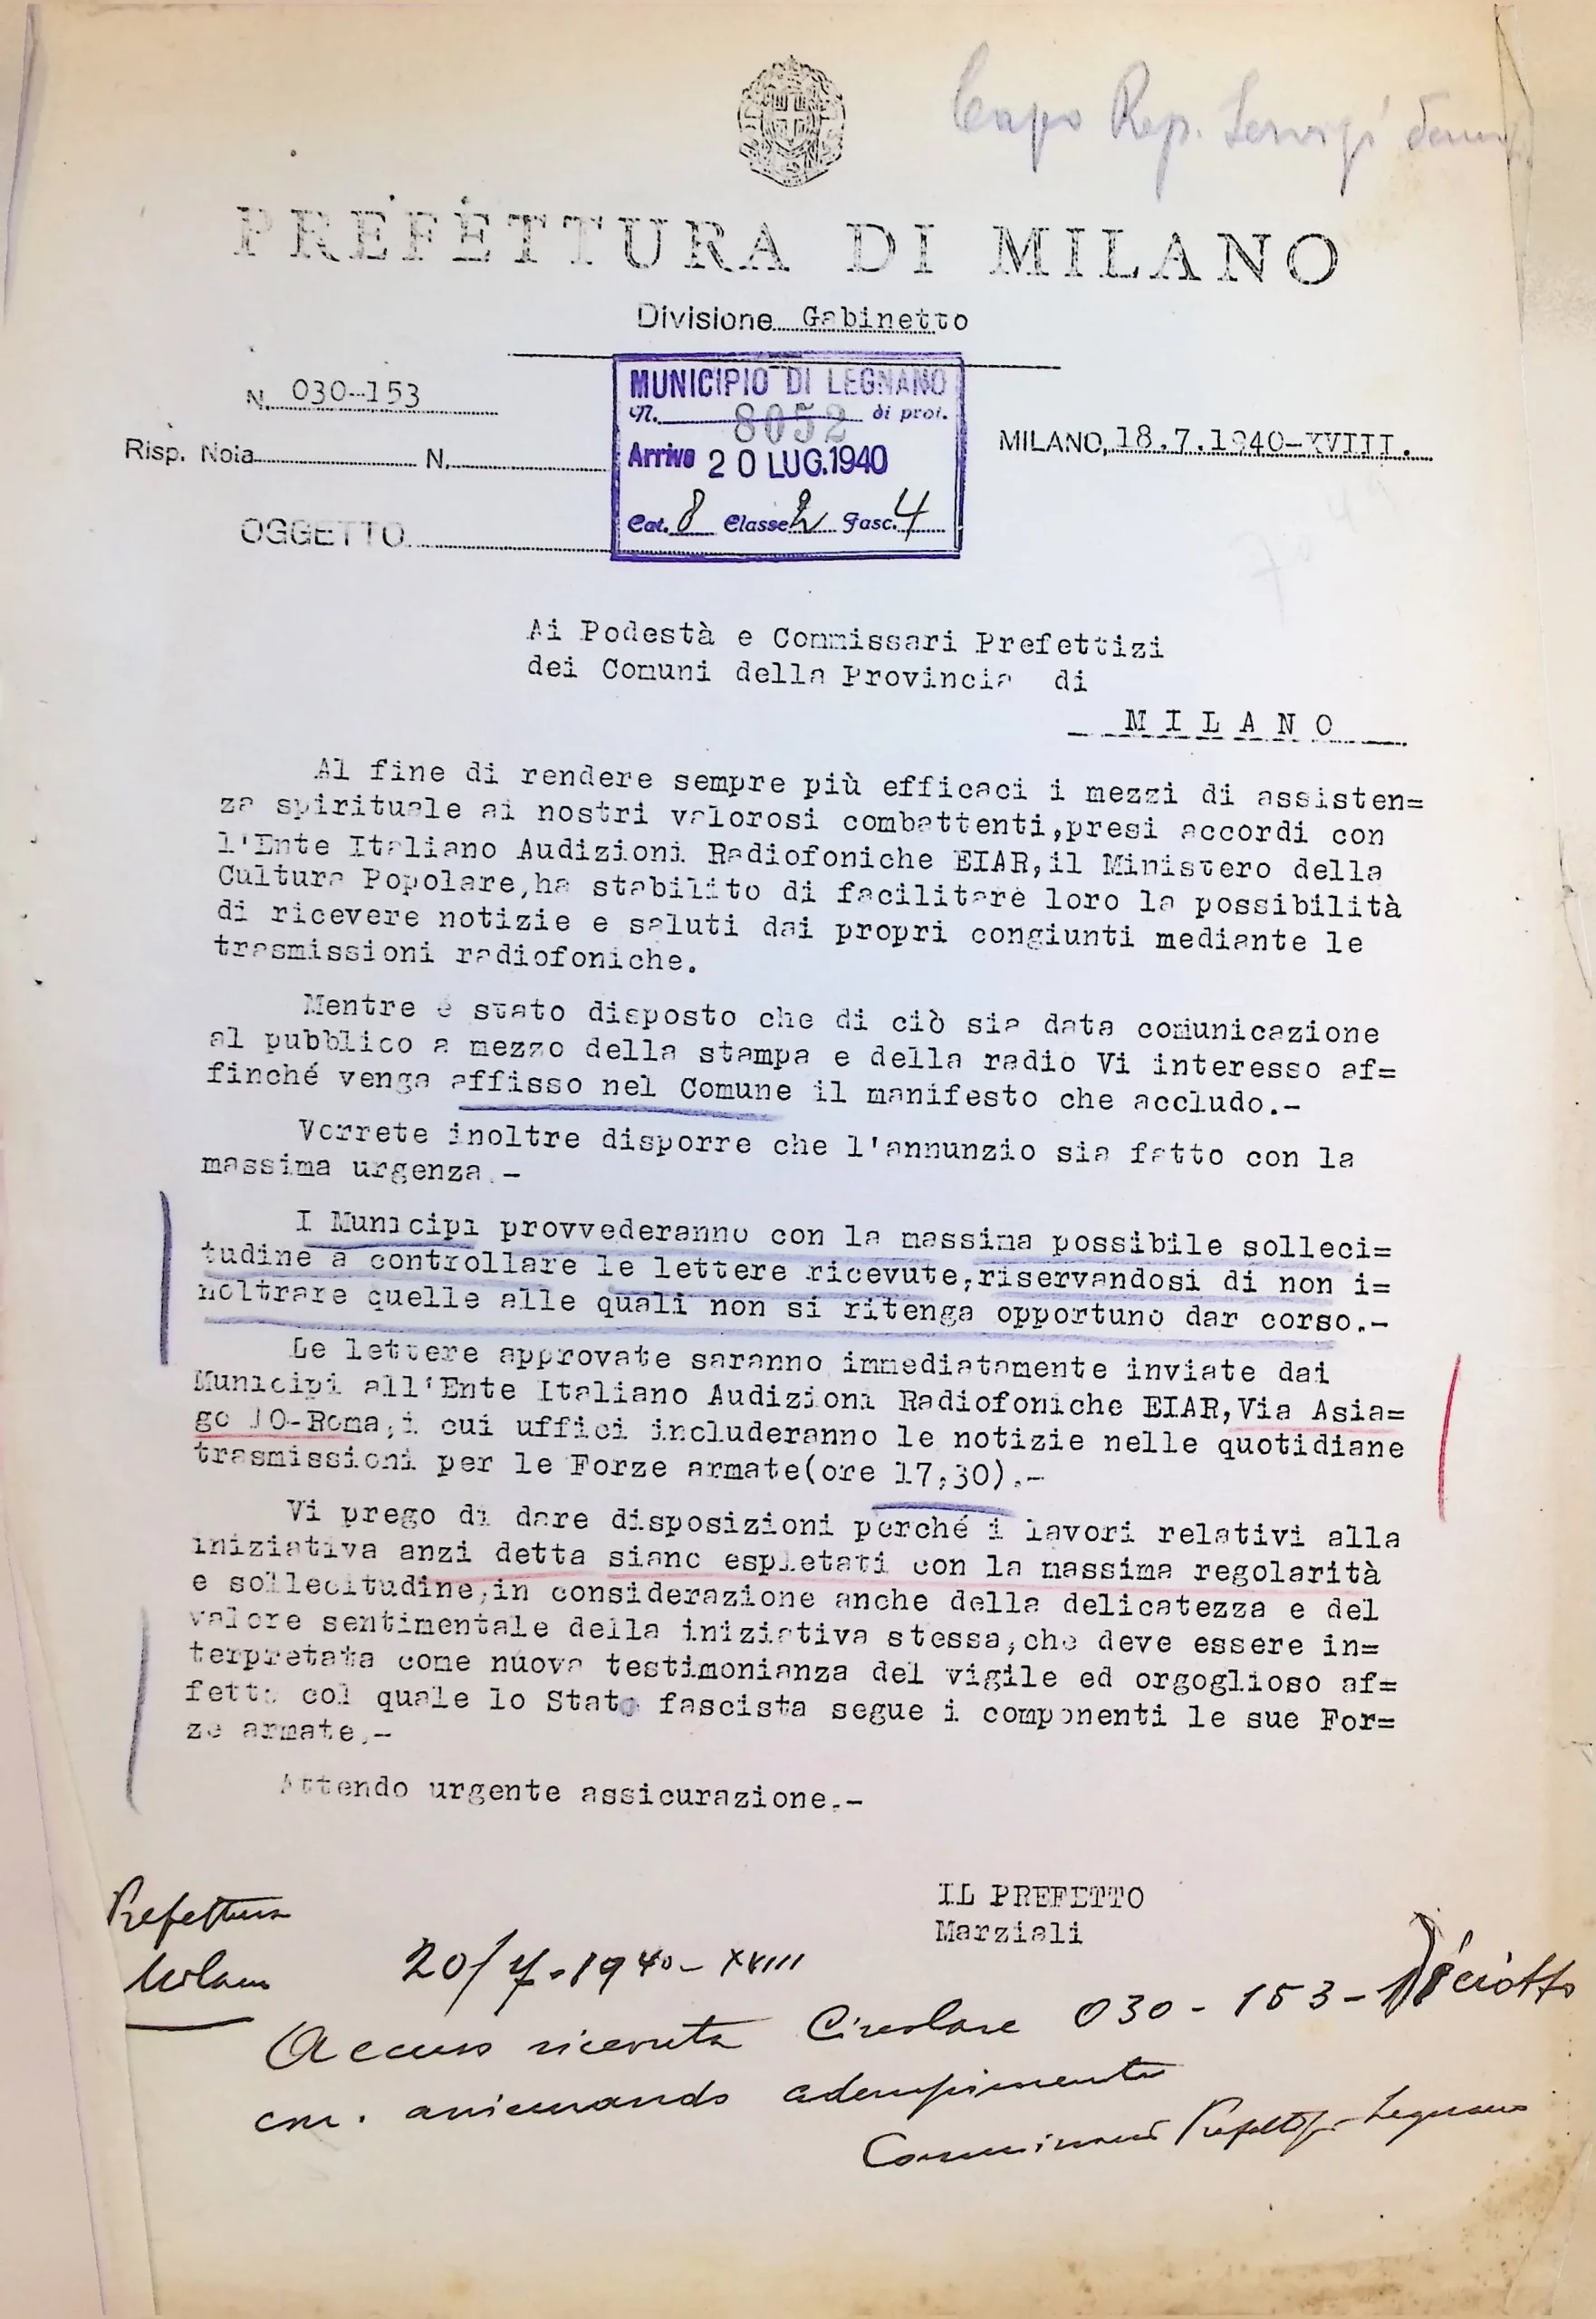 Capo Rep. Servizi
PREFETTURA DI MILANO
Divisione Gabinetto
N. 030-153
MUNICIPIO DI LEGNANO
N. 8052 di prot.
Arrivo 20 LUG.1940
Cat. 8 Classe 2 Fasc. 4
Risp. Nota N.
MILANO, 18.7.1940-XVIII.
OGGETTO
Ai Podestà e Commissari Prefettizi
dei Comuni della Provincia di
MILANO
Al fine di rendere sempre più efficaci i mezzi di assisten=
za spirituale ai nostri valorosi combattenti,presi accordi con
l'Ente Italiano Audizioni Radiofoniche EIAR,il Ministero della
Cultura Popolare,ha stabilito di facilitare loro la possibilità
di ricevere notizie e saluti dai propri congiunti mediante le
trasmissioni radiofoniche.
Mentre é stato disposto che di ciò sia data comunicazione
al pubblico a mezzo della stampa e della radio Vi interesso af=
finché venga affisso nel Comune il manifesto che accludo.-
Vorrete inoltre disporre che l'annunzio sia fatto con la
massima urgenza.-
I Municipi provvederanno con la massima possibile solleci=
tudine a controllare le lettere ricevute,riservandosi di non i=
noltrare quelle alle quali non si ritenga opportuno dar corso.-
Le lettere approvate saranno immediatamente inviate dai
Municipi all'Ente Italiano Audizioni Radiofoniche EIAR,Via Asia=
go 10-Roma,i cui uffici includeranno le notizie nelle quotidiane
trasmissioni per le Forze armate(ore 17,30).-
Vi prego di dare disposizioni perché i lavori relativi alla
iniziativa anzi detta siano espletati con la massima regolarità
e sollecitudine,in considerazione anche della delicatezza e del
valore sentimentale della iniziativa stessa,che deve essere in=
terpretata come nuova testimonianza del vigile ed orgoglioso af=
fetto col quale lo Stato fascista segue i componenti le sue For=
ze armate.-
Attendo urgente assicurazione.-
IL PREFETTO
Marziali
Prefettura
Milano
20/7.1940-XVIII
Accuso ricevuta Circolare 030-153-
corr. assicurando adempimento
Commissario Prefettizio Legnano